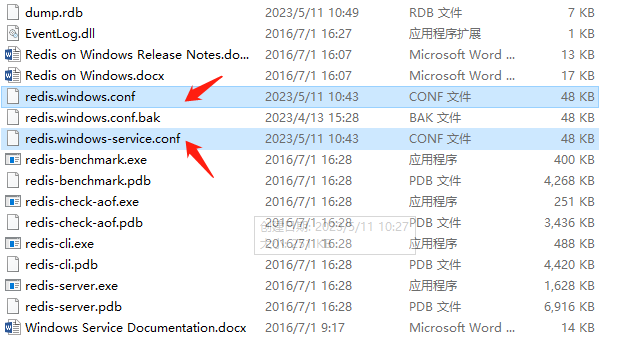 dump.rdb 2023/5/11 10:49 RDB 文件 7 KB
EventLog.dll 2016/7/1 16:27 应用程序扩展 1 KB
Redis on Windows Release Notes.do... 2016/7/1 16:07 Microsoft Word ... 13 KB
Redis on Windows.docx 2016/7/1 16:07 Microsoft Word ... 17 KB
redis.windows.conf 2023/5/11 10:43 CONF 文件 48 KB
redis.windows.conf.bak 2023/4/13 15:28 BAK 文件 48 KB
redis.windows-service.conf 2023/5/11 10:43 CONF 文件 48 KB
redis-benchmark.exe 2016/7/1 16:28 应用程序 400 KB
redis-benchmark.pdb 2016/7/1 16:28 PDB 文件 4,268 KB
redis-check-aof.exe 2016/7/1 16:28 应用程序 251 KB
redis-check-aof.pdb 2016/7/1 16:28 PDB 文件 3,436 KB
创建日期: 2023/5/11 10:27
redis-cli.exe 2016/7/1 16:28 应用程序 488 KB
redis-cli.pdb 2016/7/1 16:28 PDB 文件 4,420 KB
redis-server.exe 2016/7/1 16:28 应用程序 1,628 KB
redis-server.pdb 2016/7/1 16:28 PDB 文件 6,916 KB
Windows Service Documentation.docx 2016/7/1 9:17 Microsoft Word ... 14 KB